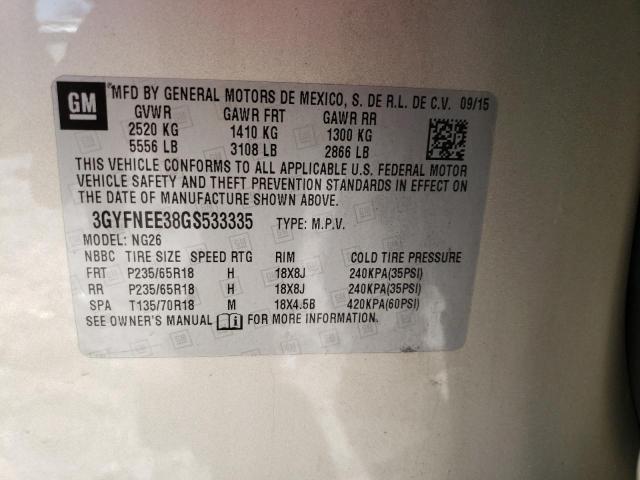 GM
MFD BY GENERAL MOTORS DE MEXICO, S. DE R.L. DE C.V. 09/15
GVWR GAWR FRT GAWR RR
2520 KG 1410 KG 1300 KG
5556 LB 3108 LB 2866 LB
THIS VEHICLE CONFORMS TO ALL APPLICABLE U.S. FEDERAL MOTOR
VEHICLE SAFETY AND THEFT PREVENTION STANDARDS IN EFFECT ON
THE DATE OF MANUFACTURE SHOWN ABOVE.
3GYFNEE38GS533335 TYPE: M.P.V.
MODEL: NG26
NBBC TIRE SIZE SPEED RTG RIM COLD TIRE PRESSURE
FRT P235/65R18 H 18X8J 240KPA(35PSI)
RR P235/65R18 H 18X8J 240KPA(35PSI)
SPA T135/70R18 M 18X4.5B 420KPA(60PSI)
SEE OWNER'S MANUAL FOR MORE INFORMATION.